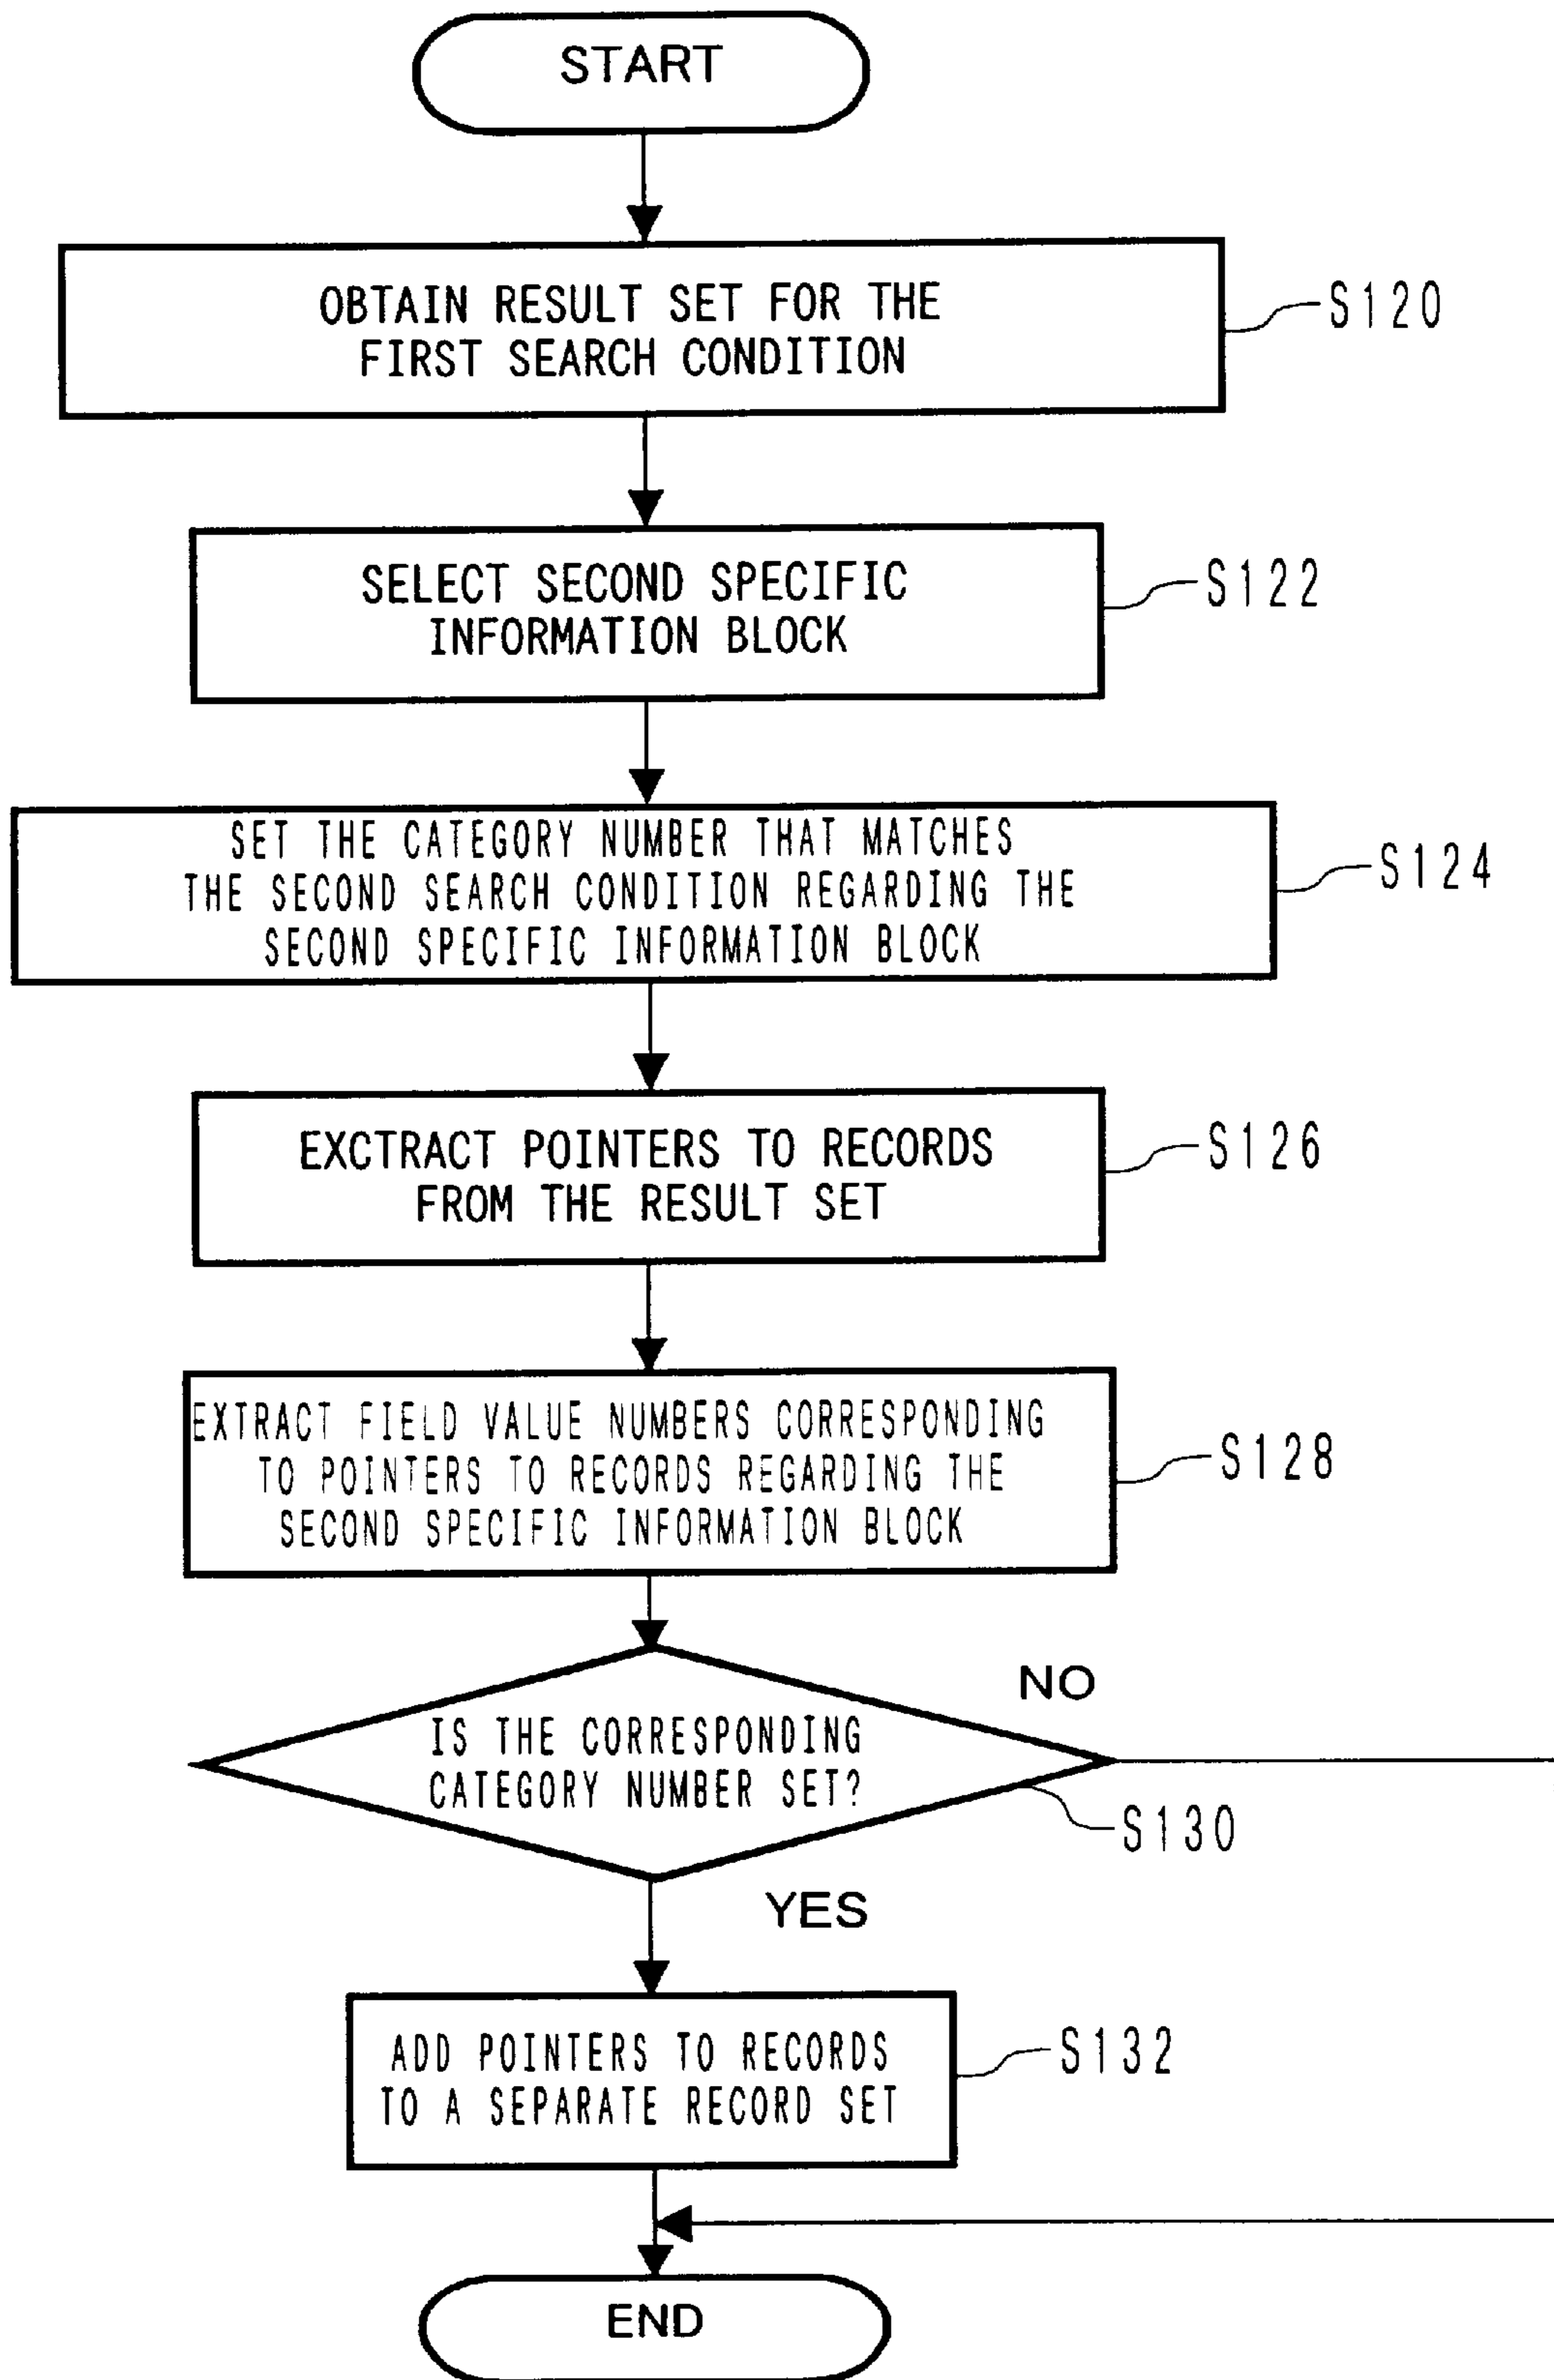 START
OBTAIN RESULT SET FOR THE
FIRST SEARCH CONDITION
S120
SELECT SECOND SPECIFIC
INFORMATION BLOCK
S122
SET THE CATEGORY NUMBER THAT MATCHES
THE SECOND SEARCH CONDITION REGARDING THE
SECOND SPECIFIC INFORMATION BLOCK
S124
EXCTRACT POINTERS TO RECORDS
FROM THE RESULT SET
S126
EXTRACT FIELD VALUE NUMBERS CORRESPONDING
TO POINTERS TO RECORDS REGARDING THE
SECOND SPECIFIC INFORMATION BLOCK
S128
NO
IS THE CORRESPONDING
CATEGORY NUMBER SET?
S130
YES
ADD POINTERS TO RECORDS
TO A SEPARATE RECORD SET
S132
END